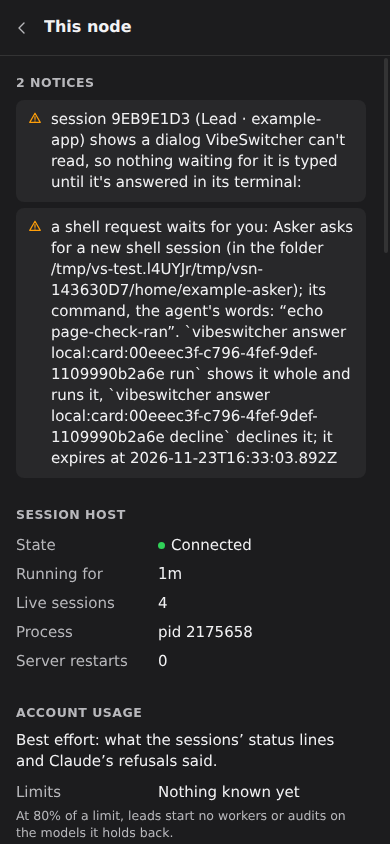 This node
2 NOTICES
session 9EB9E1D3 (Lead · example-
app) shows a dialog VibeSwitcher can't
read, so nothing waiting for it is typed
until it's answered in its terminal:
a shell request waits for you: Asker asks
for a new shell session (in the folder
/tmp/vs-test.l4UYJr/tmp/vsn-
143630D7/home/example-asker); its
command, the agent's words: “echo
page-check-ran”. `vibeswitcher answer
local:card:00eeec3f-c796-4fef-9def-
1109990b2a6e run` shows it whole and
runs it, `vibeswitcher answer
local:card:00eeec3f-c796-4fef-9def-
1109990b2a6e decline` declines it; it
expires at 2026-11-23T16:33:03.892Z
SESSION HOST
State Connected
Running for 1m
Live sessions 4
Process pid 2175658
Server restarts 0
ACCOUNT USAGE
Best effort: what the sessions’ status lines
and Claude’s refusals said.
Limits Nothing known yet
At 80% of a limit, leads start no workers or audits on
the models it holds back.